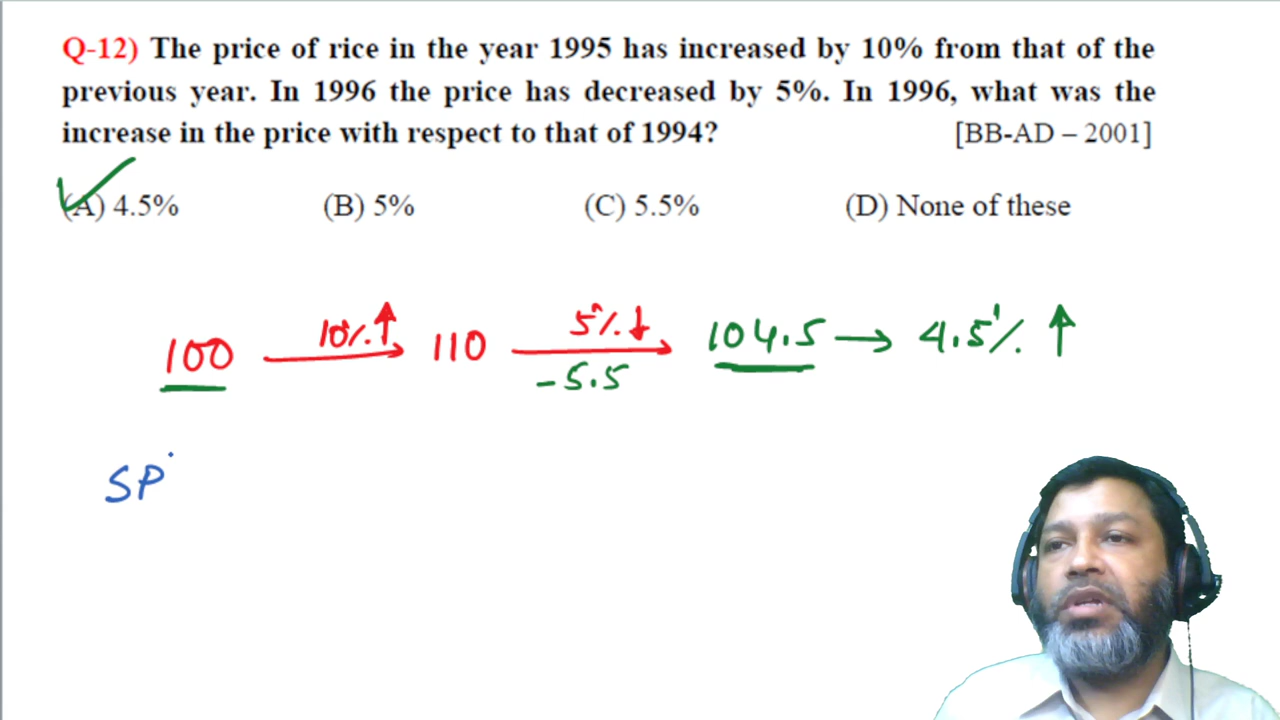 Q-12) The price of rice in the year 1995 has increased by 10% from that of the
previous year. In 1996 the price has decreased by 5%. In 1996, what was the
increase in the price with respect to that of 1994? [BB-AD – 2001]
(A) 4.5% (B) 5% (C) 5.5% (D) None of these
100 10%↑ 110 5%↓ 104.5 → 4.5% ↑
-5.5
SP